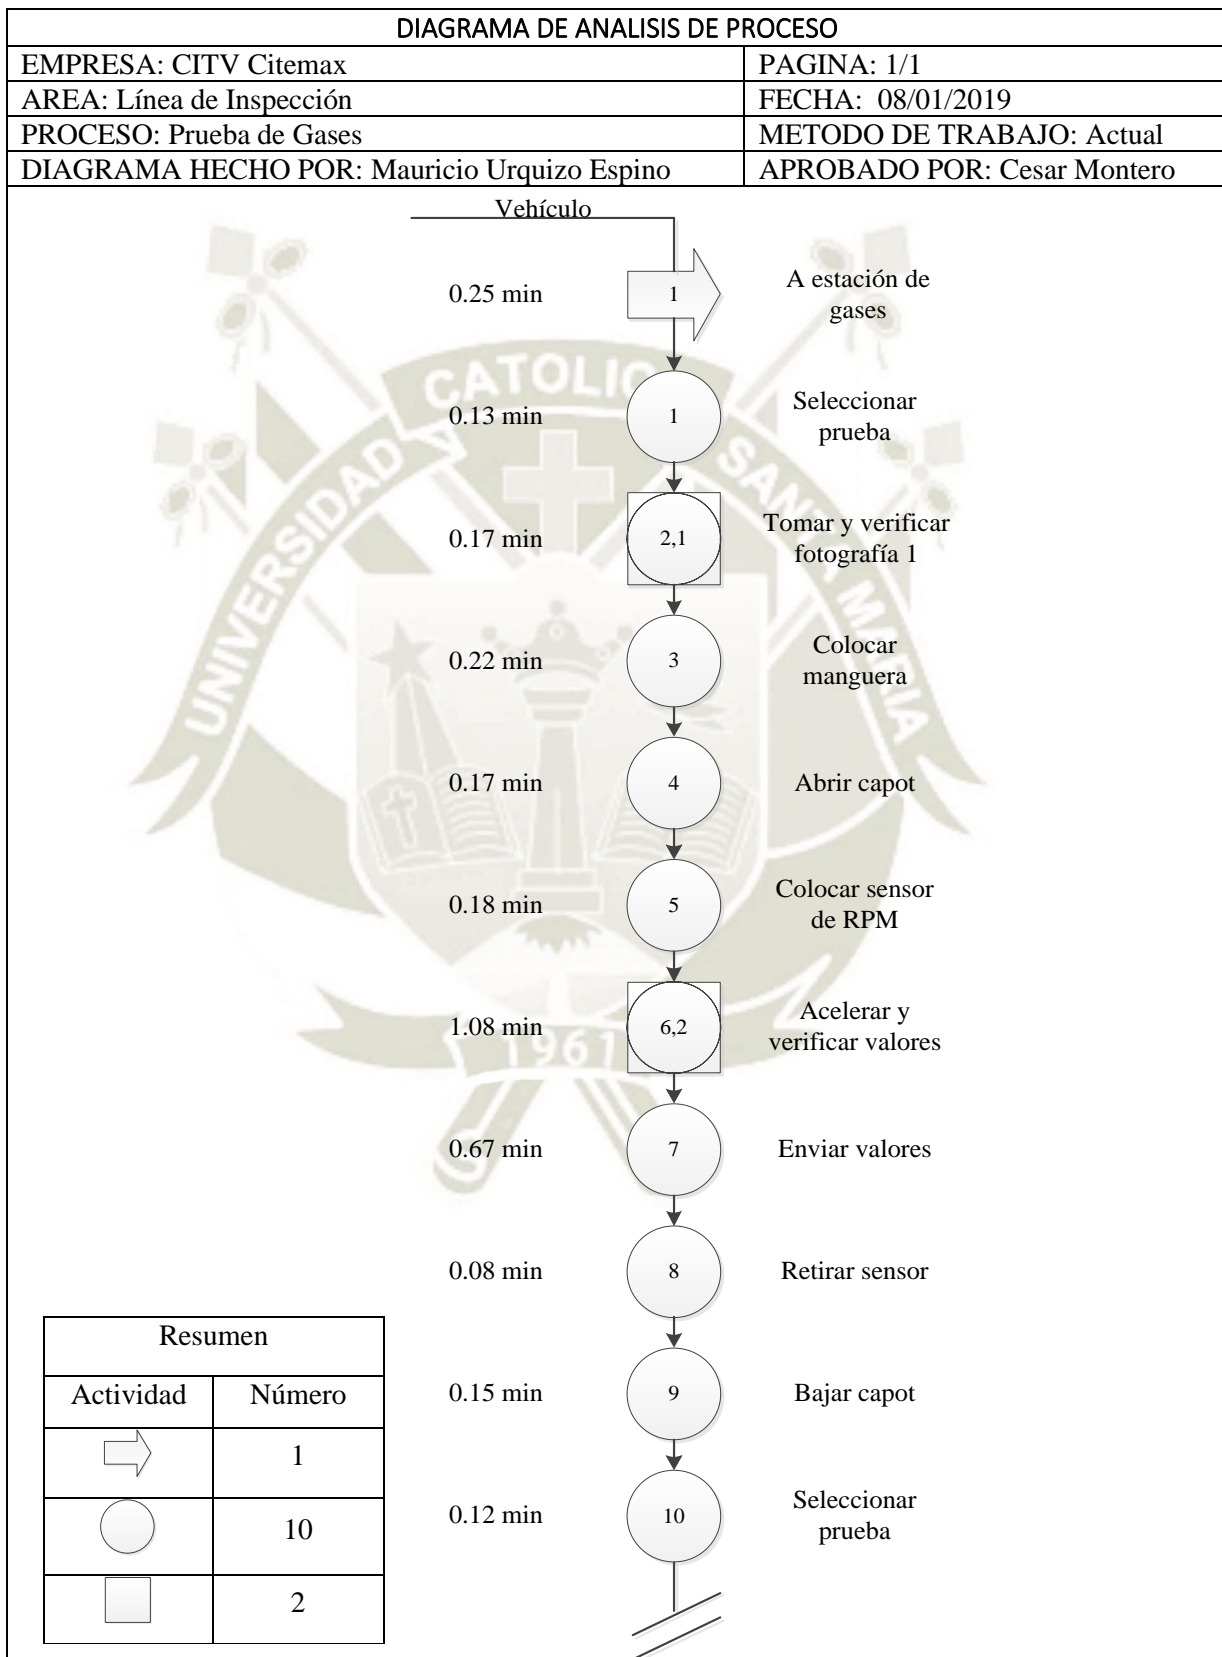 DIAGRAMA DE ANALISIS DE PROCESO
EMPRESA: CITV Citemax
PAGINA: 1/1
AREA: Línea de Inspección
FECHA: 08/01/2019
PROCESO: Prueba de Gases
METODO DE TRABAJO: Actual
DIAGRAMA HECHO POR: Mauricio Urquizo Espino
APROBADO POR: Cesar Montero
Vehículo
0.25 min
1
A estación de
gases
0.13 min
1
Seleccionar
prueba
0.17 min
2,1
Tomar y verificar
fotografía 1
0.22 min
3
Colocar
manguera
0.17 min
4
Abrir capot
0.18 min
5
Colocar sensor
de RPM
1.08 min
6,2
Acelerar y
verificar valores
0.67 min
7
Enviar valores
0.08 min
8
Retirar sensor
0.15 min
9
Bajar capot
0.12 min
10
Seleccionar
prueba
Resumen
Actividad
Número
1
10
2
UNIVERSIDAD
CATOLICA
SANTA MARIA
1961